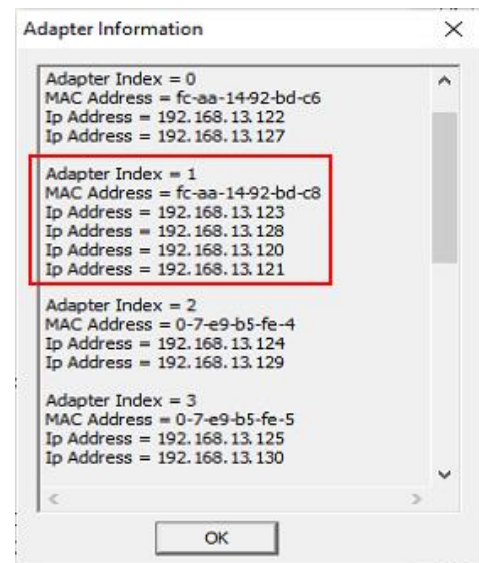 Adapter Information
Adapter Index = 0
MAC Address = fc-aa-14-92-bd-c6
Ip Address = 192.168.13.122
Ip Address = 192.168.13.127
Adapter Index = 1
MAC Address = fc-aa-14-92-bd-c8
Ip Address = 192.168.13.123
Ip Address = 192.168.13.128
Ip Address = 192.168.13.120
Ip Address = 192.168.13.121
Adapter Index = 2
MAC Address = 0-7-e9-b5-fe-4
Ip Address = 192.168.13.124
Ip Address = 192.168.13.129
Adapter Index = 3
MAC Address = 0-7-e9-b5-fe-5
Ip Address = 192.168.13.125
Ip Address = 192.168.13.130
OK